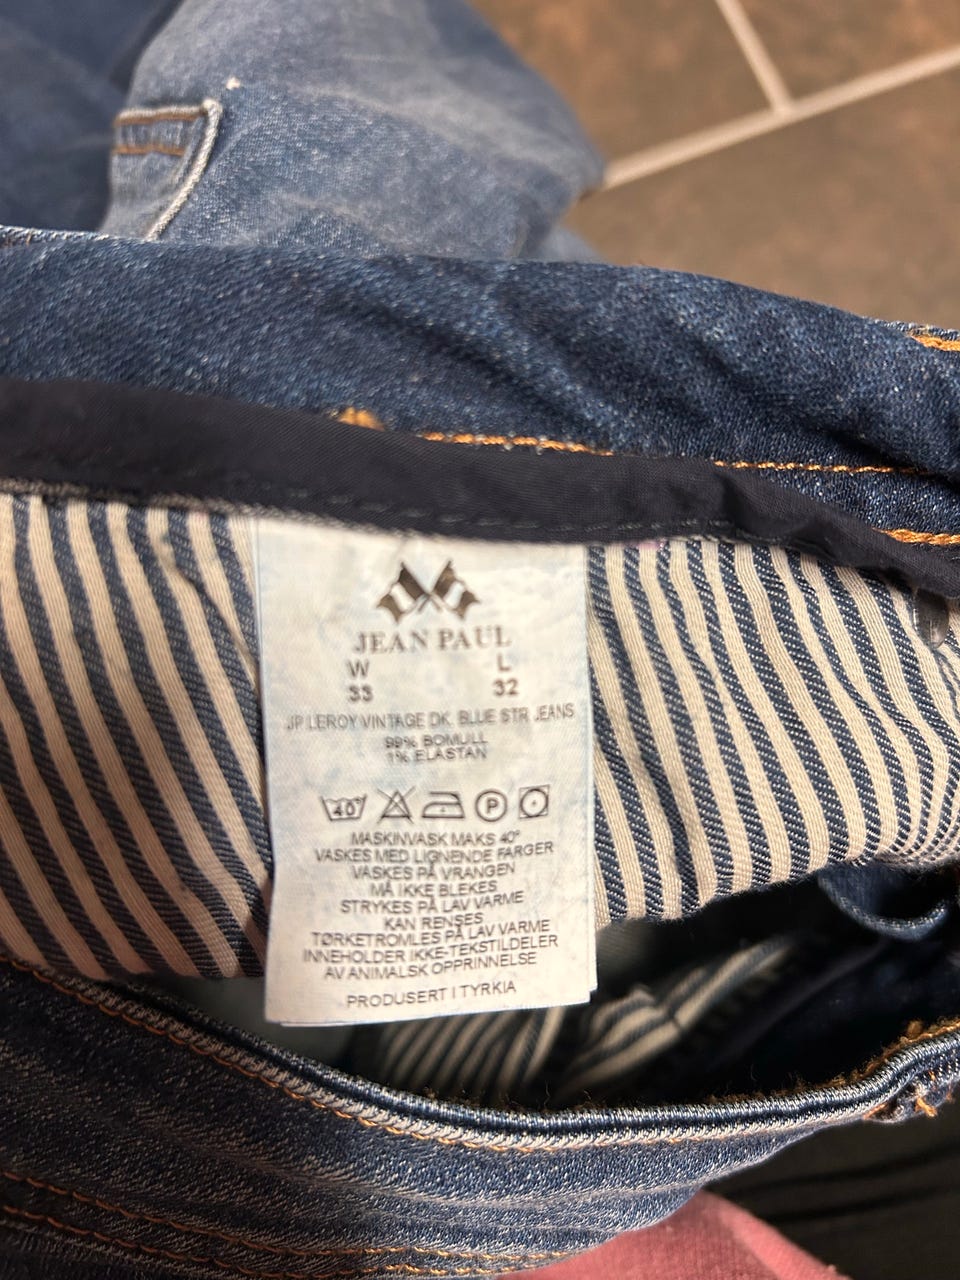 JEAN PAUL
W L
33 32
JP LEROY VINTAGE DK. BLUE STR JEANS
99% BOMULL
1% ELASTAN
40° P
MASKINVASK MAKS 40°
VASKES MED LIGNENDE FARGER
VASKES PÅ VRANGEN
MÅ IKKE BLEKES
STRYKES PÅ LAV VARME
KAN RENSES
TØRKETROMLES PÅ LAV VARME
INNEHOLDER IKKE-TEKSTILDELER
AV ANIMALSK OPPRINNELSE
PRODUSERT I TYRKIA